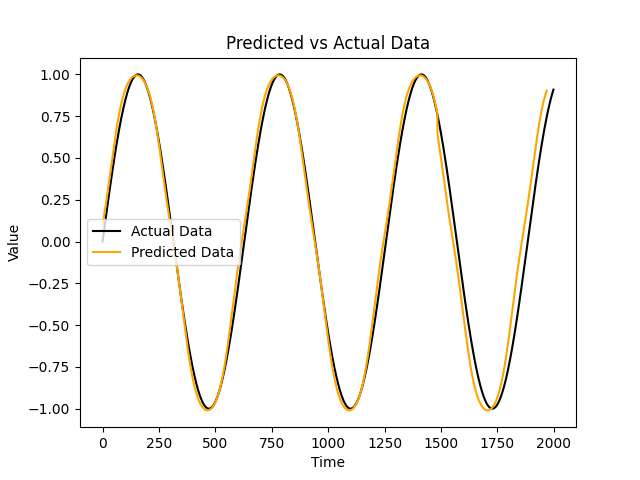 Predicted vs Actual Data
1.00
0.75
0.50
0.25
0.00
−0.25
−0.50
−0.75
−1.00
Value
Actual Data
Predicted Data
0 250 500 750 1000 1250 1500 1750 2000
Time